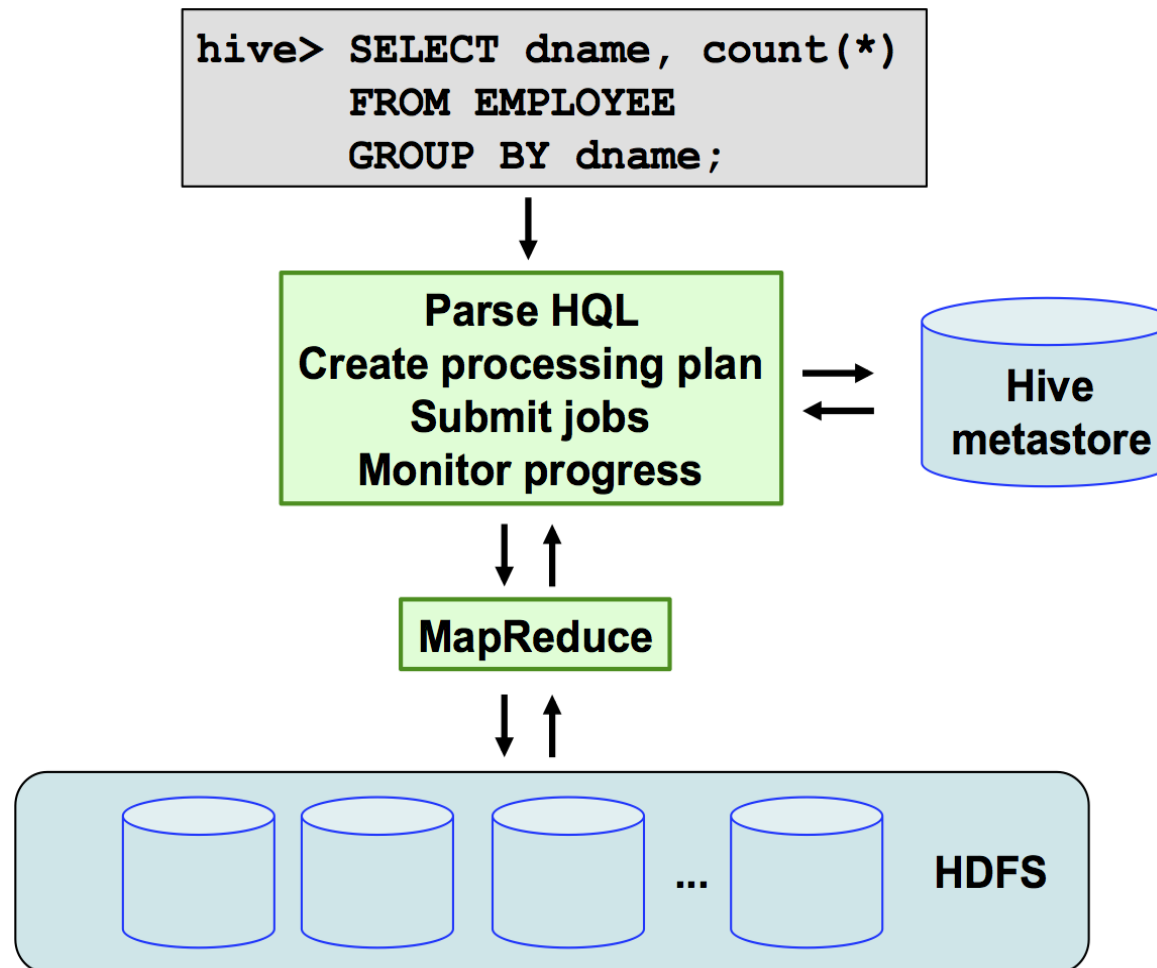 hive> SELECT dname, count(*)
FROM EMPLOYEE
GROUP BY dname;
Parse HQL
Create processing plan
Submit jobs
Monitor progress
Hive
metastore
MapReduce
...
HDFS